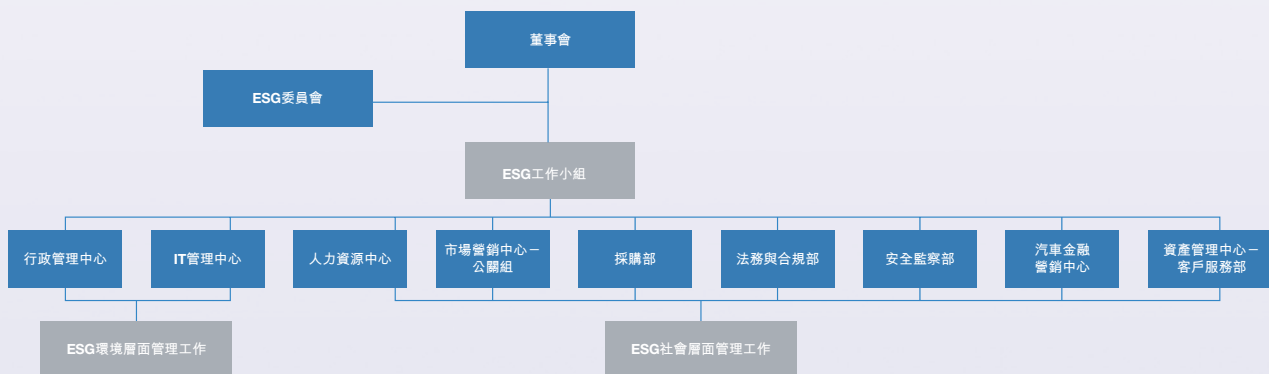 董事會
ESG委員會
ESG工作小組
行政管理中心
IT管理中心
人力資源中心
市場營銷中心－
公關組
採購部
法務與合規部
安全監察部
汽車金融
營銷中心
資產管理中心－
客戶服務部
ESG環境層面管理工作
ESG社會層面管理工作